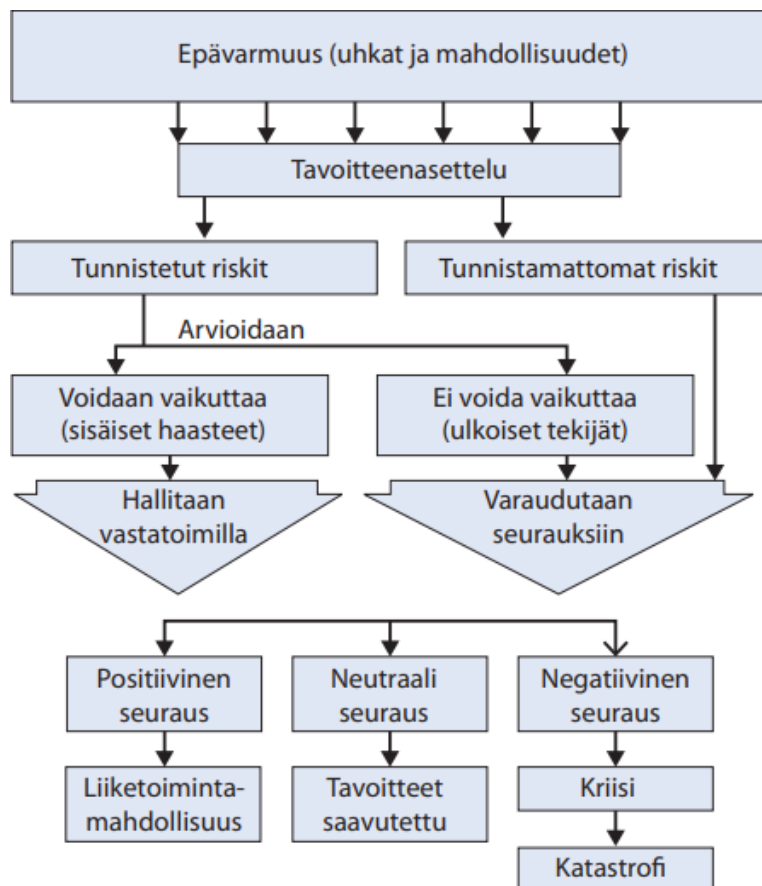 Epävarmuus (uhkat ja mahdollisuudet)
Tavoitteenasettelu
Tunnistetut riskit
Tunnistamattomat riskit
Arvioidaan
Voidaan vaikuttaa
(sisäiset haasteet)
Ei voida vaikuttaa
(ulkoiset tekijät)
Hallitaan
vastatoimilla
Varaudutaan
seurauksiin
Positiivinen
seuraus
Neutraali
seuraus
Negatiivinen
seuraus
Liiketoiminta-
mahdollisuus
Tavoitteet
saavutettu
Kriisi
Katastrofi